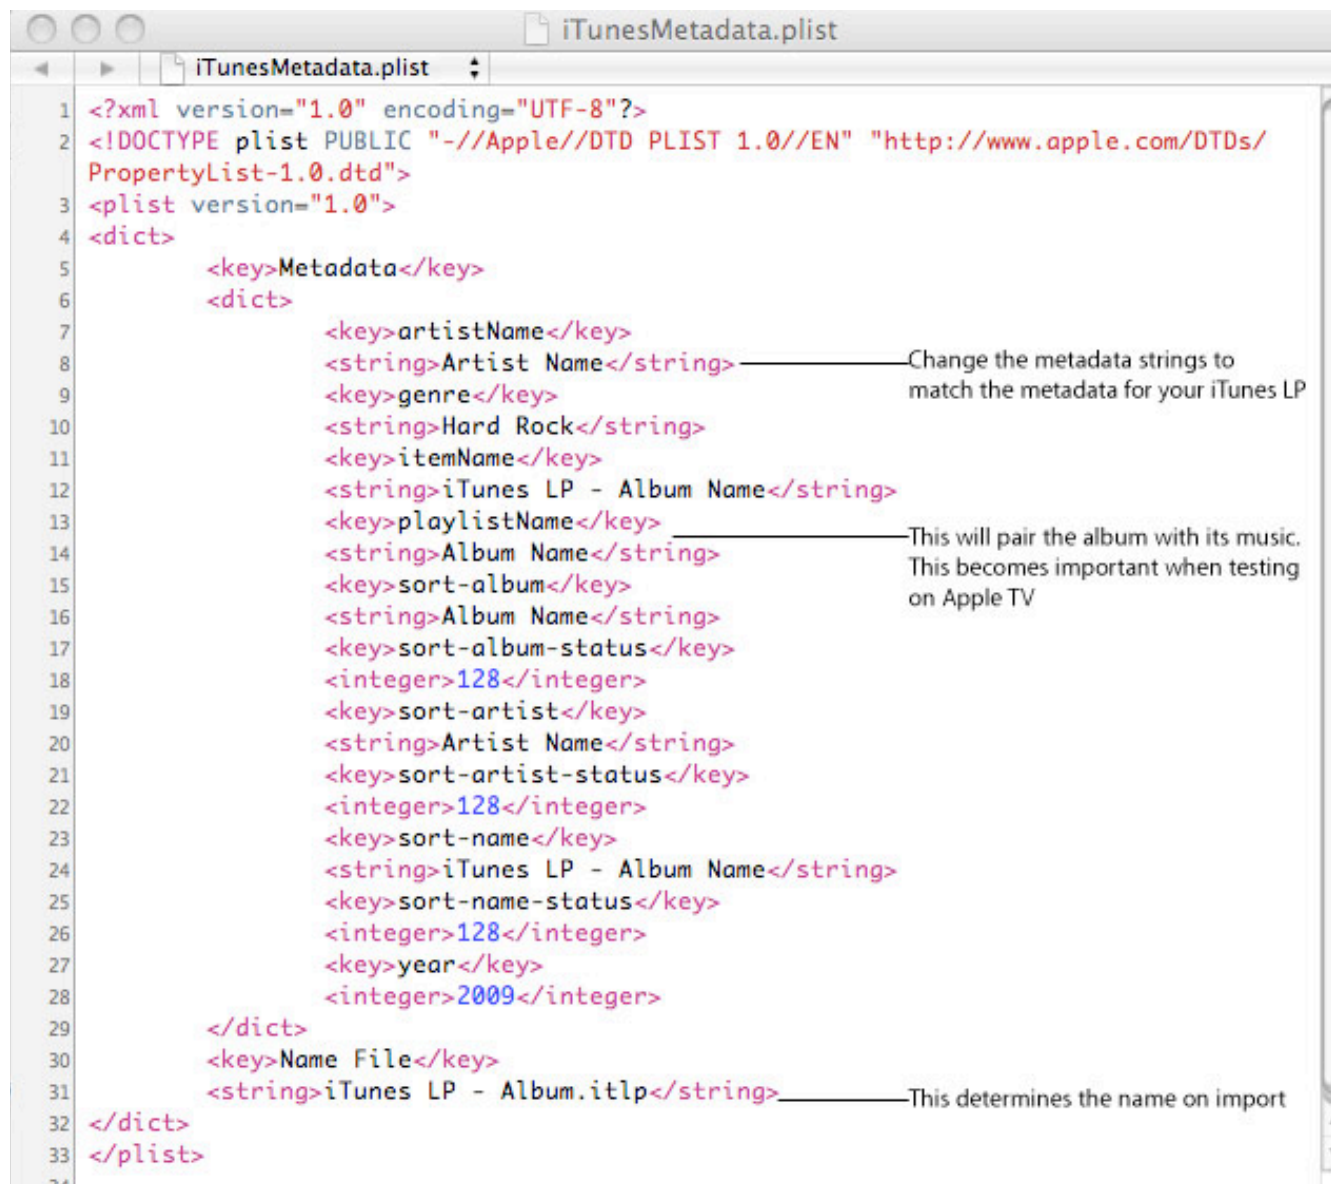 iTunesMetadata.plist
iTunesMetadata.plist
1 <?xml version="1.0" encoding="UTF-8"?>
2 <!DOCTYPE plist PUBLIC "-//Apple//DTD PLIST 1.0//EN" "http://www.apple.com/DTDs/
PropertyList-1.0.dtd">
3 <plist version="1.0">
4 <dict>
5 <key>Metadata</key>
6 <dict>
7 <key>artistName</key>
8 <string>Artist Name</string> Change the metadata strings to
9 <key>genre</key> match the metadata for your iTunes LP
10 <string>Hard Rock</string>
11 <key>itemName</key>
12 <string>iTunes LP - Album Name</string>
13 <key>playlistName</key> This will pair the album with its music.
14 <string>Album Name</string> This becomes important when testing
15 <key>sort-album</key> on Apple TV
16 <string>Album Name</string>
17 <key>sort-album-status</key>
18 <integer>128</integer>
19 <key>sort-artist</key>
20 <string>Artist Name</string>
21 <key>sort-artist-status</key>
22 <integer>128</integer>
23 <key>sort-name</key>
24 <string>iTunes LP - Album Name</string>
25 <key>sort-name-status</key>
26 <integer>128</integer>
27 <key>year</key>
28 <integer>2009</integer>
29 </dict>
30 <key>Name File</key>
31 <string>iTunes LP - Album.itlp</string> This determines the name on import
32 </dict>
33 </plist>